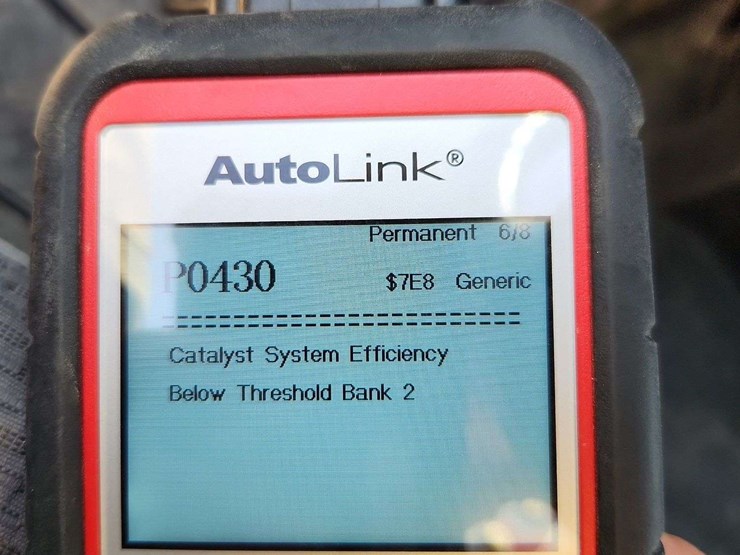 AutoLink®
Permanent 6/8
P0430 $7E8 Generic
==============================
Catalyst System Efficiency
Below Threshold Bank 2